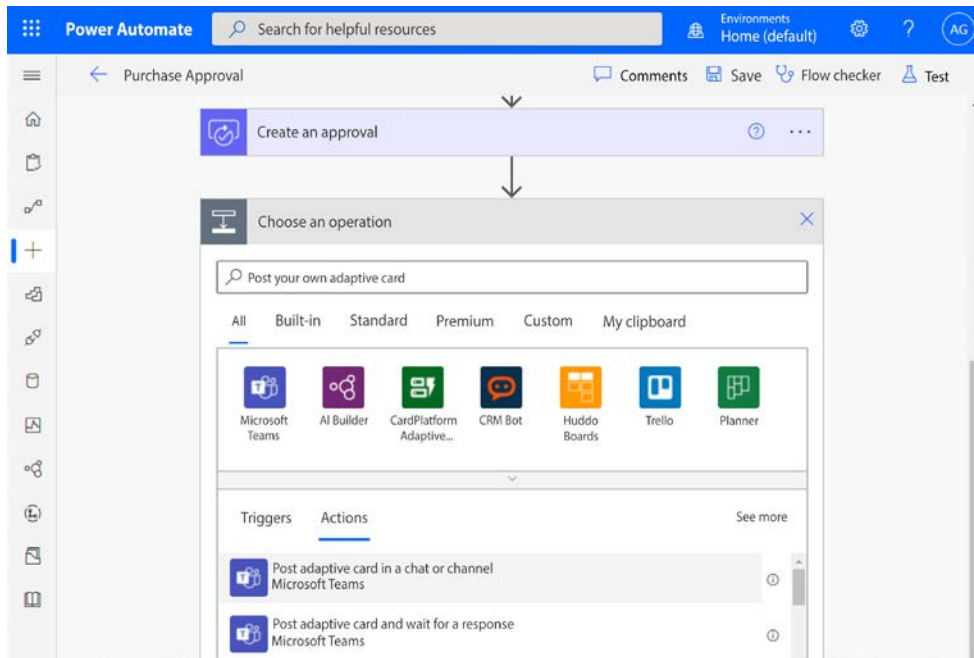 Power Automate
Search for helpful resources
Environments
Home (default)
?
AG
Purchase Approval
Comments
Save
Flow checker
Test
Create an approval
Choose an operation
Post your own adaptive card
All
Built-in
Standard
Premium
Custom
My clipboard
Microsoft
Teams
AI Builder
CardPlatform
Adaptive...
CRM Bot
Huddo
Boards
Trello
Planner
Triggers
Actions
See more
Post adaptive card in a chat or channel
Microsoft Teams
Post adaptive card and wait for a response
Microsoft Teams